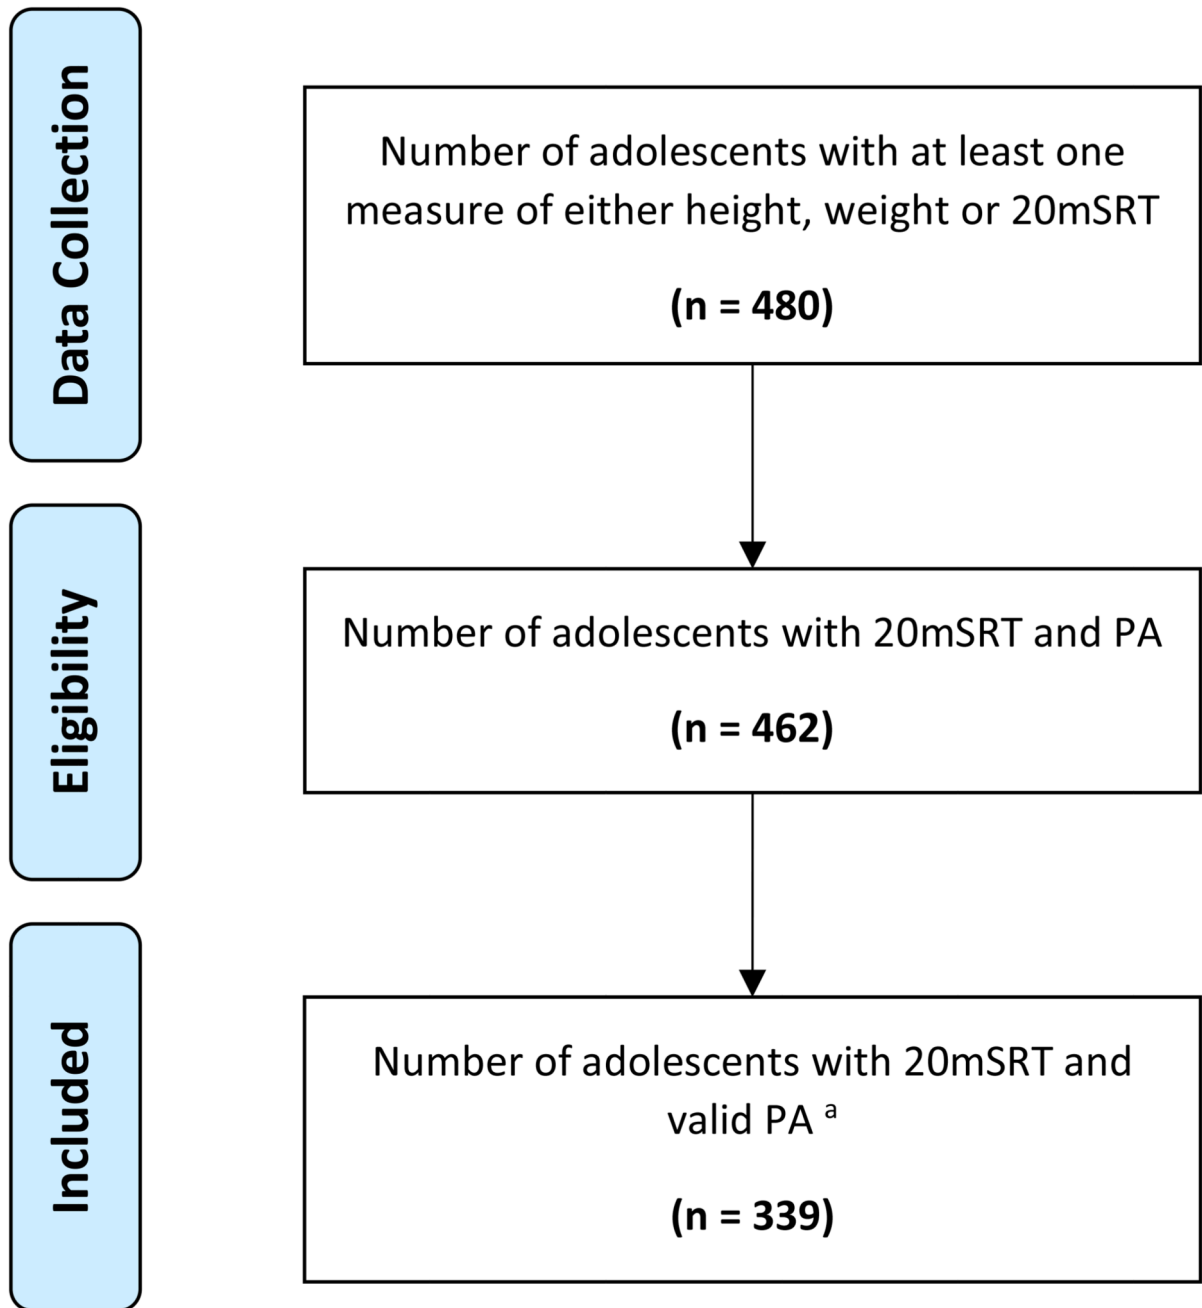 Data Collection
Number of adolescents with at least one
measure of either height, weight or 20mSRT
(n = 480)
Eligibility
Number of adolescents with 20mSRT and PA
(n = 462)
Included
Number of adolescents with 20mSRT and
valid PA ᵃ
(n = 339)